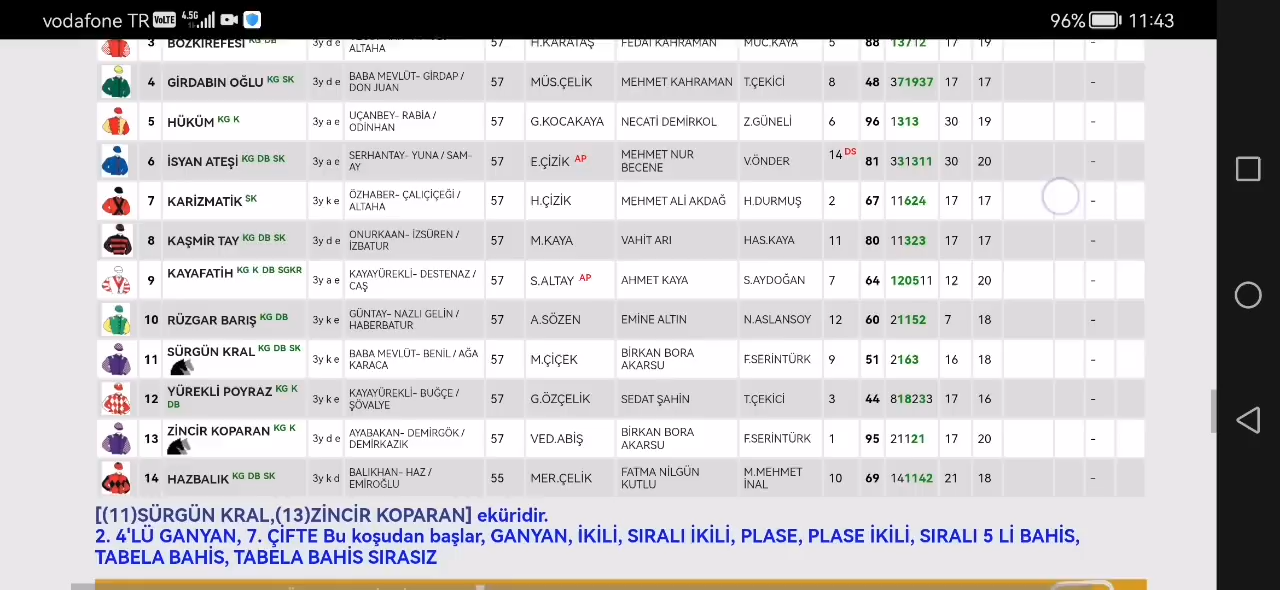 vodafone TR VoLTE 4.5G 1k 96% 11:43
3 BOZKIREFESİ KG DB 3y d e ALTAHA 57 H.KARATAŞ FEDAİ KAHRAMAN MUC.KAYA 5 88 13712 17 19 -
4 GİRDABIN OĞLU KG SK 3y d e BABA MEVLÜT- GİRDAP / DON JUAN 57 MÜS.ÇELİK MEHMET KAHRAMAN T.ÇEKİCİ 8 48 371937 17 17 -
5 HÜKÜM KG K 3y a e UÇANBEY- RABİA / ODİNHAN 57 G.KOCAKAYA NECATİ DEMİRKOL Z.GÜNELİ 6 96 1313 30 19 -
6 İSYAN ATEŞİ KG DB SK 3y a e SERHANTAY- YUNA / SAM-AY 57 E.ÇİZİK AP MEHMET NUR BECENE V.ÖNDER 14 DS 81 331311 30 20 -
7 KARİZMATİK SK 3y k e ÖZHABER- ÇALIÇİÇEĞİ / ALTAHA 57 H.ÇİZİK MEHMET ALİ AKDAĞ H.DURMUŞ 2 67 11624 17 17 -
8 KAŞMİR TAY KG DB SK 3y d e ONURKAAN- İZSÜREN / İZBATUR 57 M.KAYA VAHİT ARI HAS.KAYA 11 80 11323 17 17 -
9 KAYAFATİH KG K DB SGKR 3y a e KAYAYÜREKLİ- DESTENAZ / CAŞ 57 S.ALTAY AP AHMET KAYA S.AYDOĞAN 7 64 120511 12 20 -
10 RÜZGAR BARIŞ KG DB 3y k e GÜNTAY- NAZLI GELİN / HABERBATUR 57 A.SÖZEN EMİNE ALTIN N.ASLANSOY 12 60 21152 7 18 -
11 SÜRGÜN KRAL KG DB SK 3y k e BABA MEVLÜT- BENİL / AĞA KARACA 57 M.ÇİÇEK BİRKAN BORA AKARSU F.SERİNTÜRK 9 51 2163 16 18 -
12 YÜREKLİ POYRAZ KG K DB 3y k e KAYAYÜREKLİ- BUĞÇE / ŞÖVALYE 57 G.ÖZÇELİK SEDAT ŞAHİN T.ÇEKİCİ 3 44 818233 17 16 -
13 ZİNCİR KOPARAN KG K 3y d e AYABAKAN- DEMİRGÖK / DEMİRKAZIK 57 VED.ABİŞ BİRKAN BORA AKARSU F.SERİNTÜRK 1 95 21121 17 20 -
14 HAZBALIK KG DB SK 3y k d BALIKHAN- HAZ / EMİROĞLU 55 MER.ÇELİK FATMA NİLGÜN KUTLU M.MEHMET İNAL 10 69 141142 21 18 -
[(11)SÜRGÜN KRAL,(13)ZİNCİR KOPARAN] eküridir.
2. 4'LÜ GANYAN, 7. ÇİFTE Bu koşudan başlar, GANYAN, İKİLİ, SIRALI İKİLİ, PLASE, PLASE İKİLİ, SIRALI 5 Lİ BAHİS,
TABELA BAHİS, TABELA BAHİS SIRASIZ